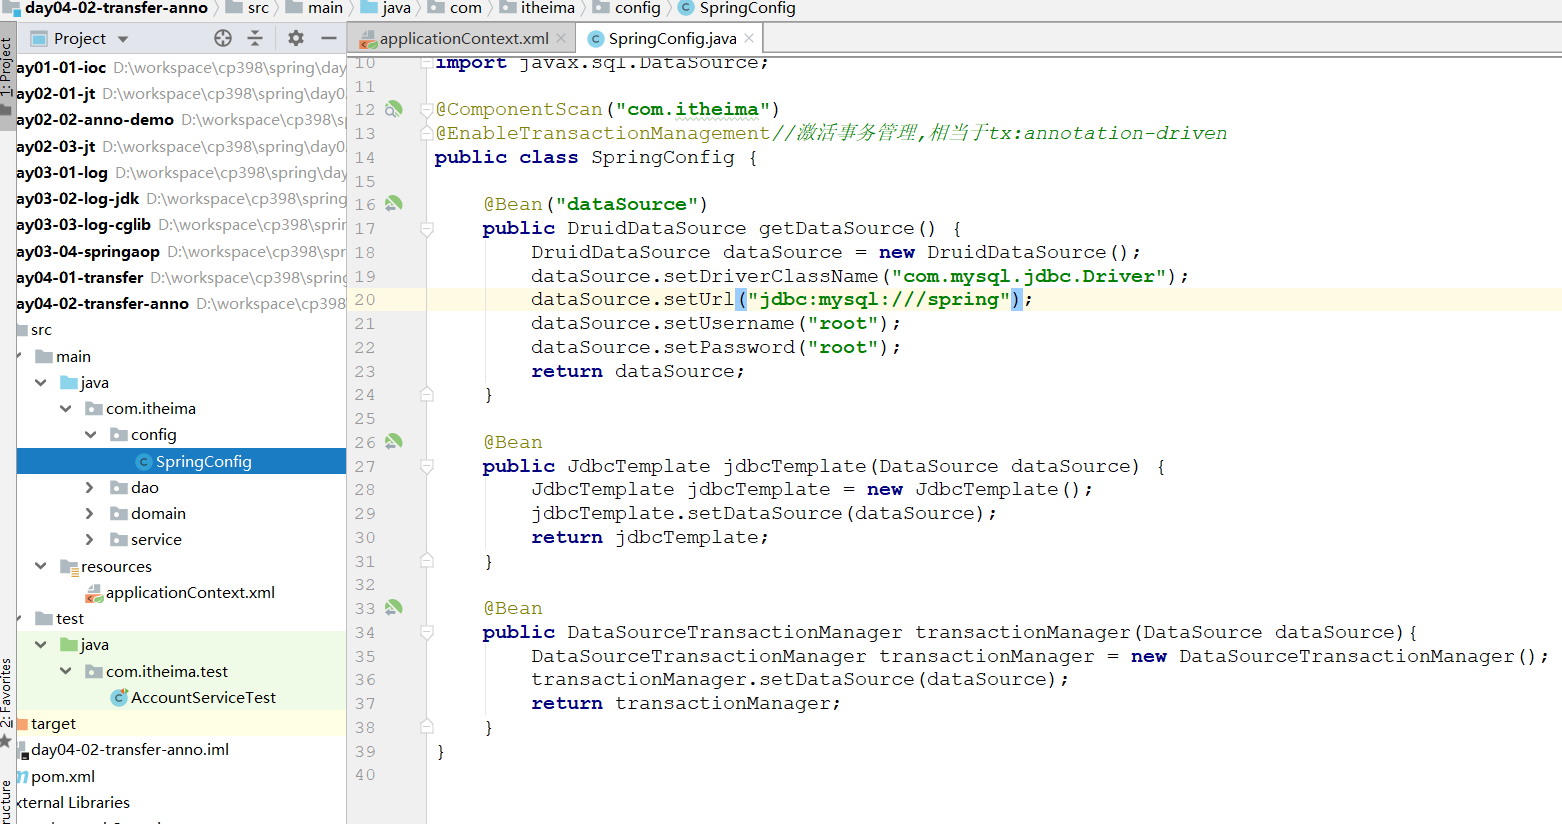 day04-02-transfer-anno src main java com itheima config SpringConfig
Project
applicationContext.xml
SpringConfig.java
1: Project
2: Favorites
ructure
ay01-01-ioc D:\workspace\cp398\spring\day
ay02-01-jt D:\workspace\cp398\spring\day0
ay02-02-anno-demo D:\workspace\cp398\s
ay02-03-jt D:\workspace\cp398\spring\day0
ay03-01-log D:\workspace\cp398\spring\day
ay03-02-log-jdk D:\workspace\cp398\spring
ay03-03-log-cglib D:\workspace\cp398\sprin
ay03-04-springaop D:\workspace\cp398\spr
ay04-01-transfer D:\workspace\cp398\spring
ay04-02-transfer-anno D:\workspace\cp398
src
main
java
com.itheima
config
SpringConfig
dao
domain
service
resources
applicationContext.xml
test
java
com.itheima.test
AccountServiceTest
target
day04-02-transfer-anno.iml
pom.xml
xternal Libraries
10 import javax.sql.DataSource;
11
12 @ComponentScan("com.itheima")
13 @EnableTransactionManagement//激活事务管理,相当于tx:annotation-driven
14 public class SpringConfig {
15
16 @Bean("dataSource")
17 public DruidDataSource getDataSource() {
18 DruidDataSource dataSource = new DruidDataSource();
19 dataSource.setDriverClassName("com.mysql.jdbc.Driver");
20 dataSource.setUrl("jdbc:mysql:///spring");
21 dataSource.setUsername("root");
22 dataSource.setPassword("root");
23 return dataSource;
24 }
25
26 @Bean
27 public JdbcTemplate jdbcTemplate(DataSource dataSource) {
28 JdbcTemplate jdbcTemplate = new JdbcTemplate();
29 jdbcTemplate.setDataSource(dataSource);
30 return jdbcTemplate;
31 }
32
33 @Bean
34 public DataSourceTransactionManager transactionManager(DataSource dataSource){
35 DataSourceTransactionManager transactionManager = new DataSourceTransactionManager();
36 transactionManager.setDataSource(dataSource);
37 return transactionManager;
38 }
39 }
40